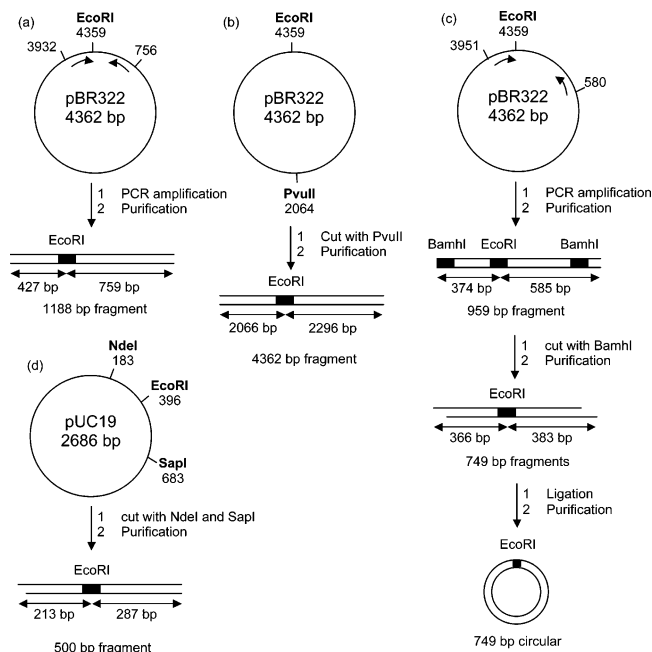 (a)
EcoRI
4359
3932
756
pBR322
4362 bp
1 PCR amplification
2 Purification
EcoRI
427 bp
759 bp
1188 bp fragment
(b)
EcoRI
4359
pBR322
4362 bp
PvuII
2064
1 Cut with PvuII
2 Purification
EcoRI
2066 bp
2296 bp
4362 bp fragment
(c)
EcoRI
4359
3951
580
pBR322
4362 bp
1 PCR amplification
2 Purification
BamhI EcoRI BamhI
374 bp
585 bp
959 bp fragment
1 cut with BamhI
2 Purification
EcoRI
366 bp
383 bp
749 bp fragments
1 Ligation
2 Purification
EcoRI
749 bp circular
(d)
NdeI
183
EcoRI
396
pUC19
2686 bp
SapI
683
1 cut with NdeI and SapI
2 Purification
EcoRI
213 bp
287 bp
500 bp fragment